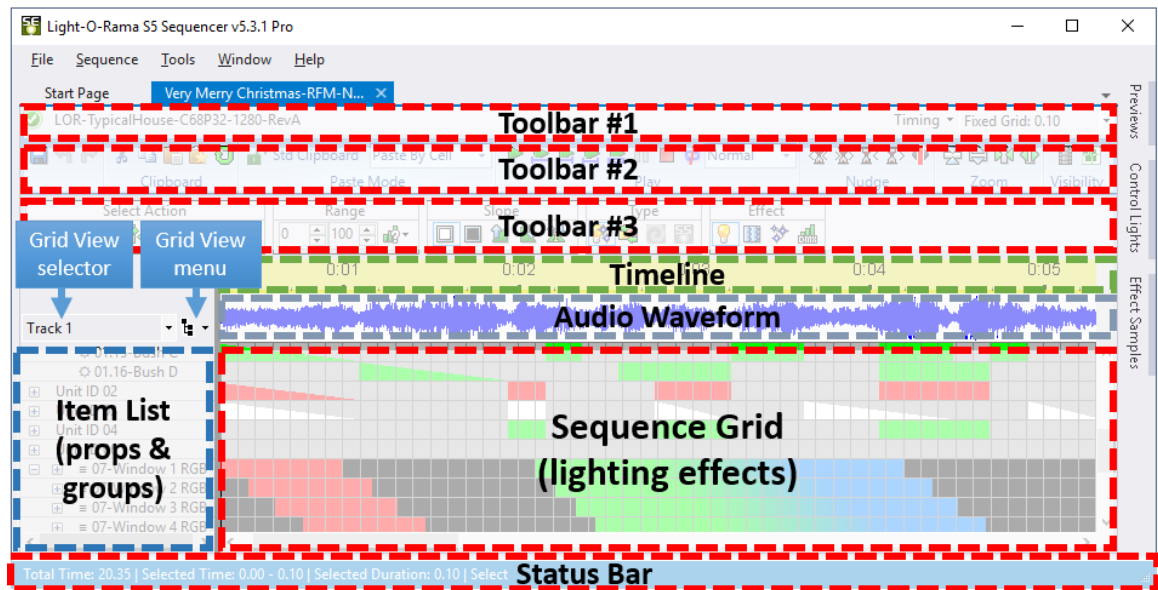 SE Light-O-Rama S5 Sequencer v5.3.1 Pro
File Sequence Tools Window Help
Start Page Very Merry Christmas-RFM-N...
LOR-TypicalHouse-C68P32-1280-RevA Toolbar #1 Timing Fixed Grid: 0.10
Std Clipboard Paste By Cell Toolbar #2 Normal
Clipboard Paste Mode Play Nudge Zoom Visibility
Select Action Range Slope Type Effect
0 100 Toolbar #3
Grid View selector
Grid View menu
0:01 0:02 Timeline 0:04 0:05
Audio Waveform
Track 1
01.16-Bush D
Unit ID 02
Unit ID 04
07-Window 1 RGB
2 RGB
07-Window 3 RGB
07-Window 4 RGB
Item List
(props &
groups)
Sequence Grid
(lighting effects)
Previews
Control Lights
Effect Samples
Total Time: 20.35 | Selected Time: 0.00 - 0.10 | Selected Duration: 0.10 | Select Status Bar